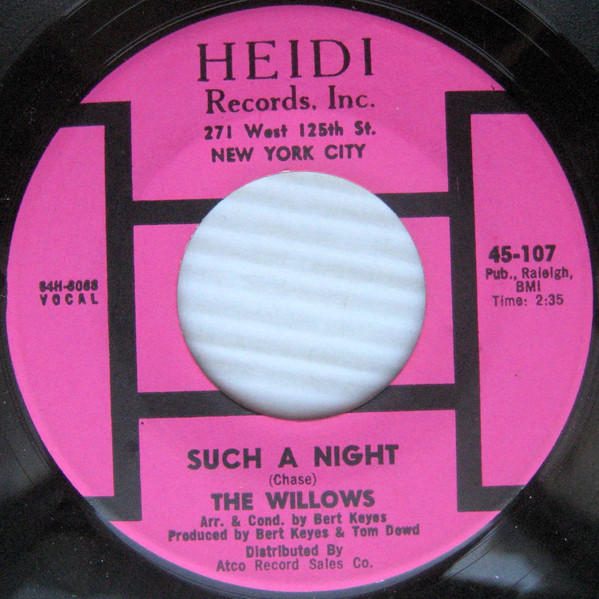 HEIDI
Records, Inc.
271 West 125th St.
NEW YORK CITY
45-107
Pub., Raleigh,
BMI
Time: 2:35
64H-8068
VOCAL
SUCH A NIGHT
(Chase)
THE WILLOWS
Arr. & Cond. by Bert Keyes
Produced by Bert Keyes & Tom Dowd
Distributed By
Atco Record Sales Co.